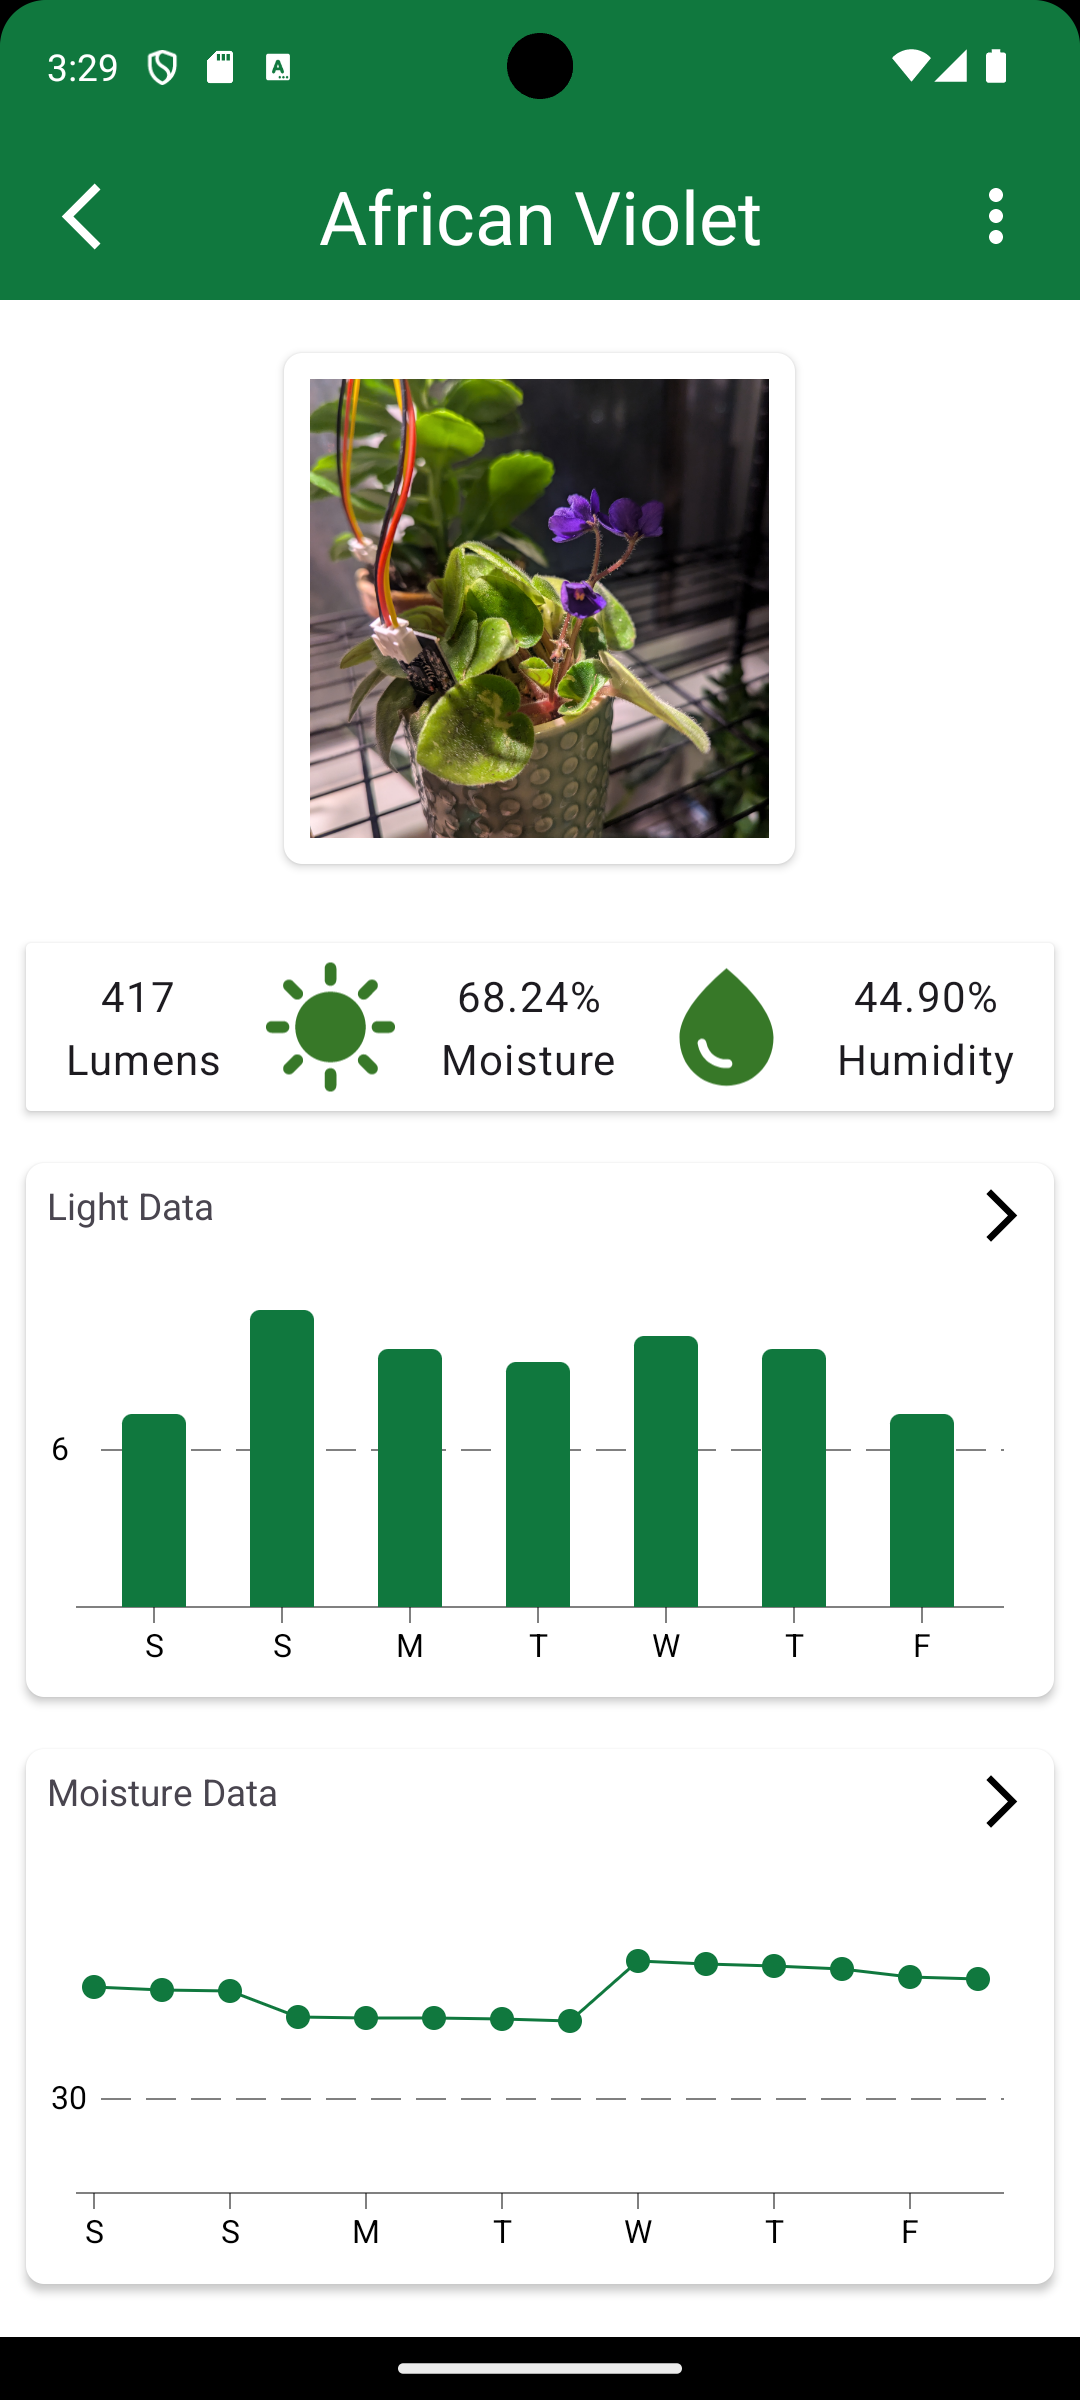 3:29
African Violet
417
Lumens
68.24%
Moisture
44.90%
Humidity
Light Data
6
S S M T W T F
Moisture Data
30
S S M T W T F